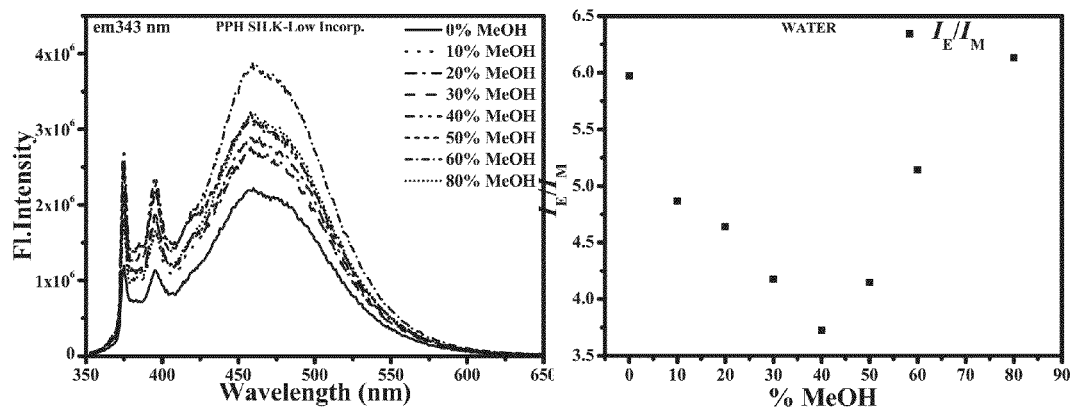 em343 nm
PPH SILK-Low Incorp.
0% MeOH
10% MeOH
20% MeOH
30% MeOH
40% MeOH
50% MeOH
60% MeOH
80% MeOH
Fl.Intensity
4x10⁶
3x10⁶
2x10⁶
1x10⁶
0
350 400 450 500 550 600 650
Wavelength (nm)
WATER
I_E/I_M
I_E/I_M
6.5
6.0
5.0
4.5
4.0
3.5
0 10 20 30 40 50 60 70 80 90
% MeOH